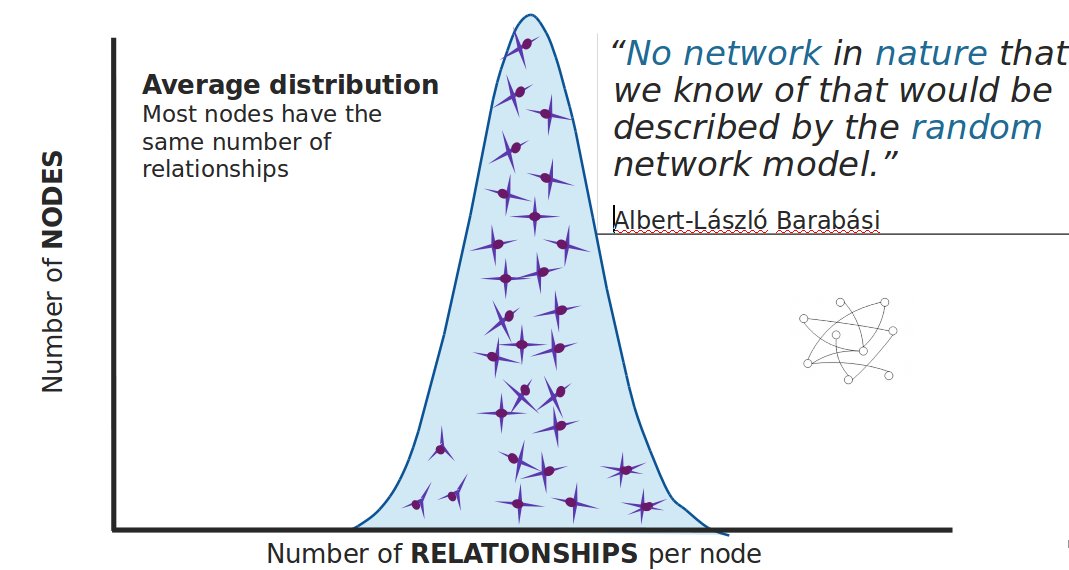 Average distribution
Most nodes have the
same number of
relationships
“No network in nature that
we know of that would be
described by the random
network model.”
Albert-László Barabási
Number of NODES
Number of RELATIONSHIPS per node